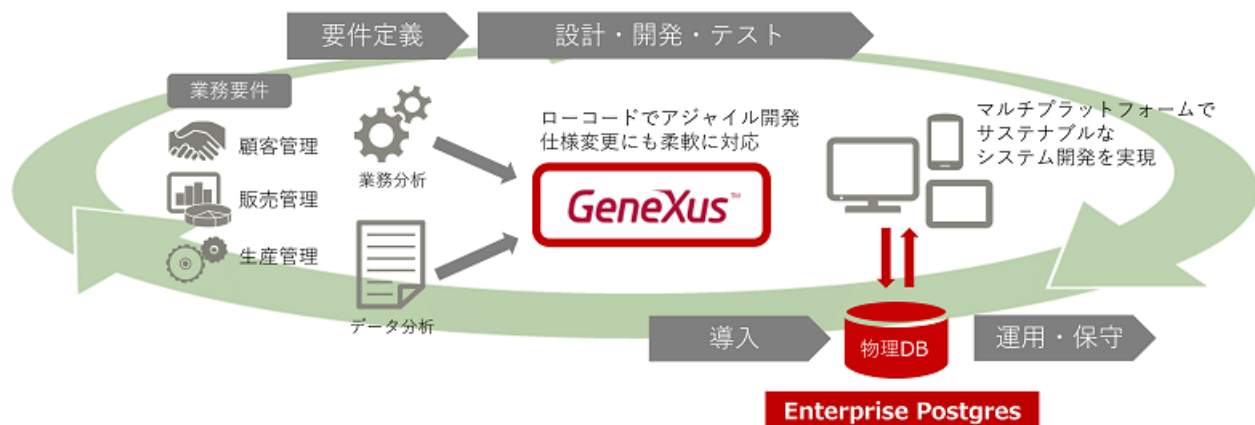 要件定義
設計・開発・テスト
業務要件
顧客管理
販売管理
生産管理
業務分析
データ分析
ローコードでアジャイル開発
仕様変更にも柔軟に対応
GeneXus™
マルチプラットフォームで
サステナブルな
システム開発を実現
導入
物理DB
運用・保守
Enterprise Postgres